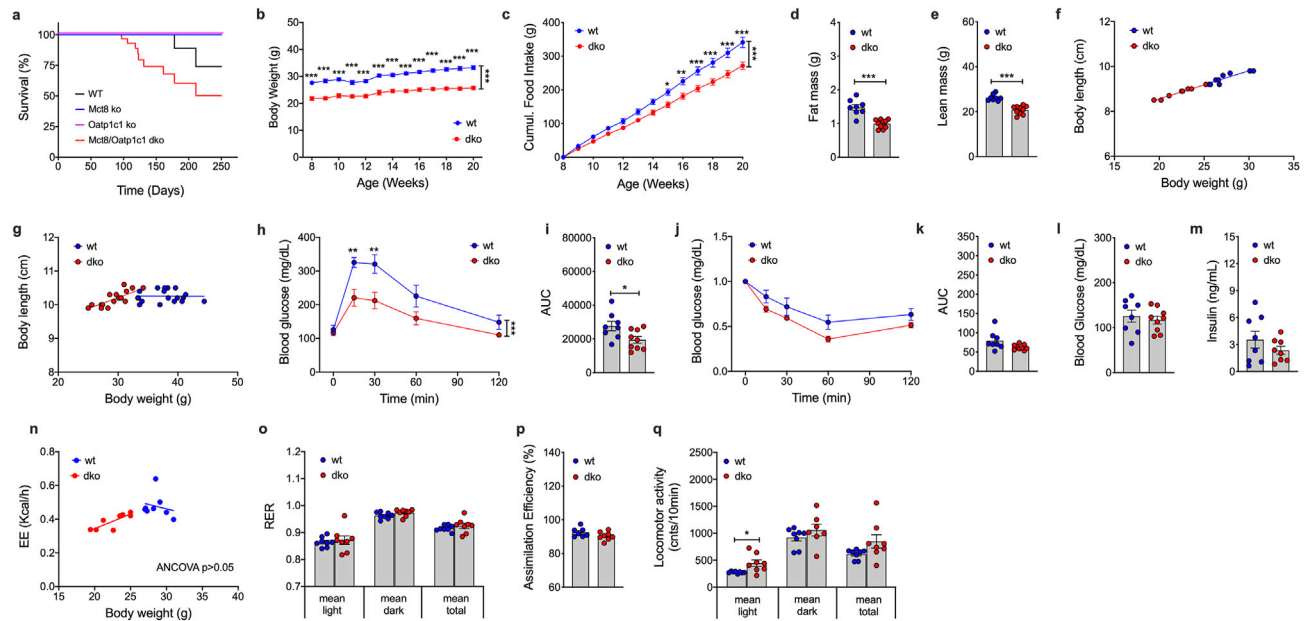 a
Survival (%)
100
80
60
40
20
0
WT
Mct8 ko
Oatp1c1 ko
Mct8/Oatp1c1 dko
0 50 100 150 200 250
Time (Days)
b
Body Weight (g)
50
40
30
20
10
0
*** *** *** *** *** *** *** *** *** *** *** *** ***
***
wt
dko
8 10 12 12 14 16 18 20
Age (Weeks)
c
Cumul. Food Intake (g)
400
300
200
100
0
wt
dko
* ** *** *** *** ***
***
8 10 12 14 16 18 20
Age (Weeks)
d
Fat mass (g)
4
3
2
1
0
wt
dko
***
e
Lean mass (g)
60
40
20
0
wt
dko
***
f
Body length (cm)
12
10
8
6
wt
dko
15 20 25 30 35
Body weight (g)
g
Body length (cm)
12
11
10
9
wt
dko
20 30 40 50
Body weight (g)
h
Blood glucose (mg/dL)
400
300
200
100
0
** **
***
wt
dko
0 30 60 90 120
Time (min)
i
AUC
80000
60000
40000
20000
0
wt
dko
*
j
Blood glucose (mg/dL)
1.5
1.0
0.5
0.0
wt
dko
0 30 60 90 120
Time (min)
k
AUC
350
300
250
200
150
100
50
0
wt
dko
l
Blood Glucose (mg/dL)
300
200
100
0
wt
dko
m
Insulin (ng/mL)
15
12
9
6
3
0
wt
dko
n
EE (Kcal/h)
0.8
0.6
0.4
0.2
0.0
wt
dko
ANCOVA p>0.05
15 20 25 30 35 40
Body weight (g)
o
RER
1.2
1.1
1.0
0.9
0.8
0.7
wt
dko
mean light
mean dark
mean total
p
Assimilation Efficiency (%)
140
120
100
80
60
wt
dko
q
Locomotor activity
(cnts/10min)
2500
2000
1500
1000
500
0
wt
dko
*
mean light
mean dark
mean total